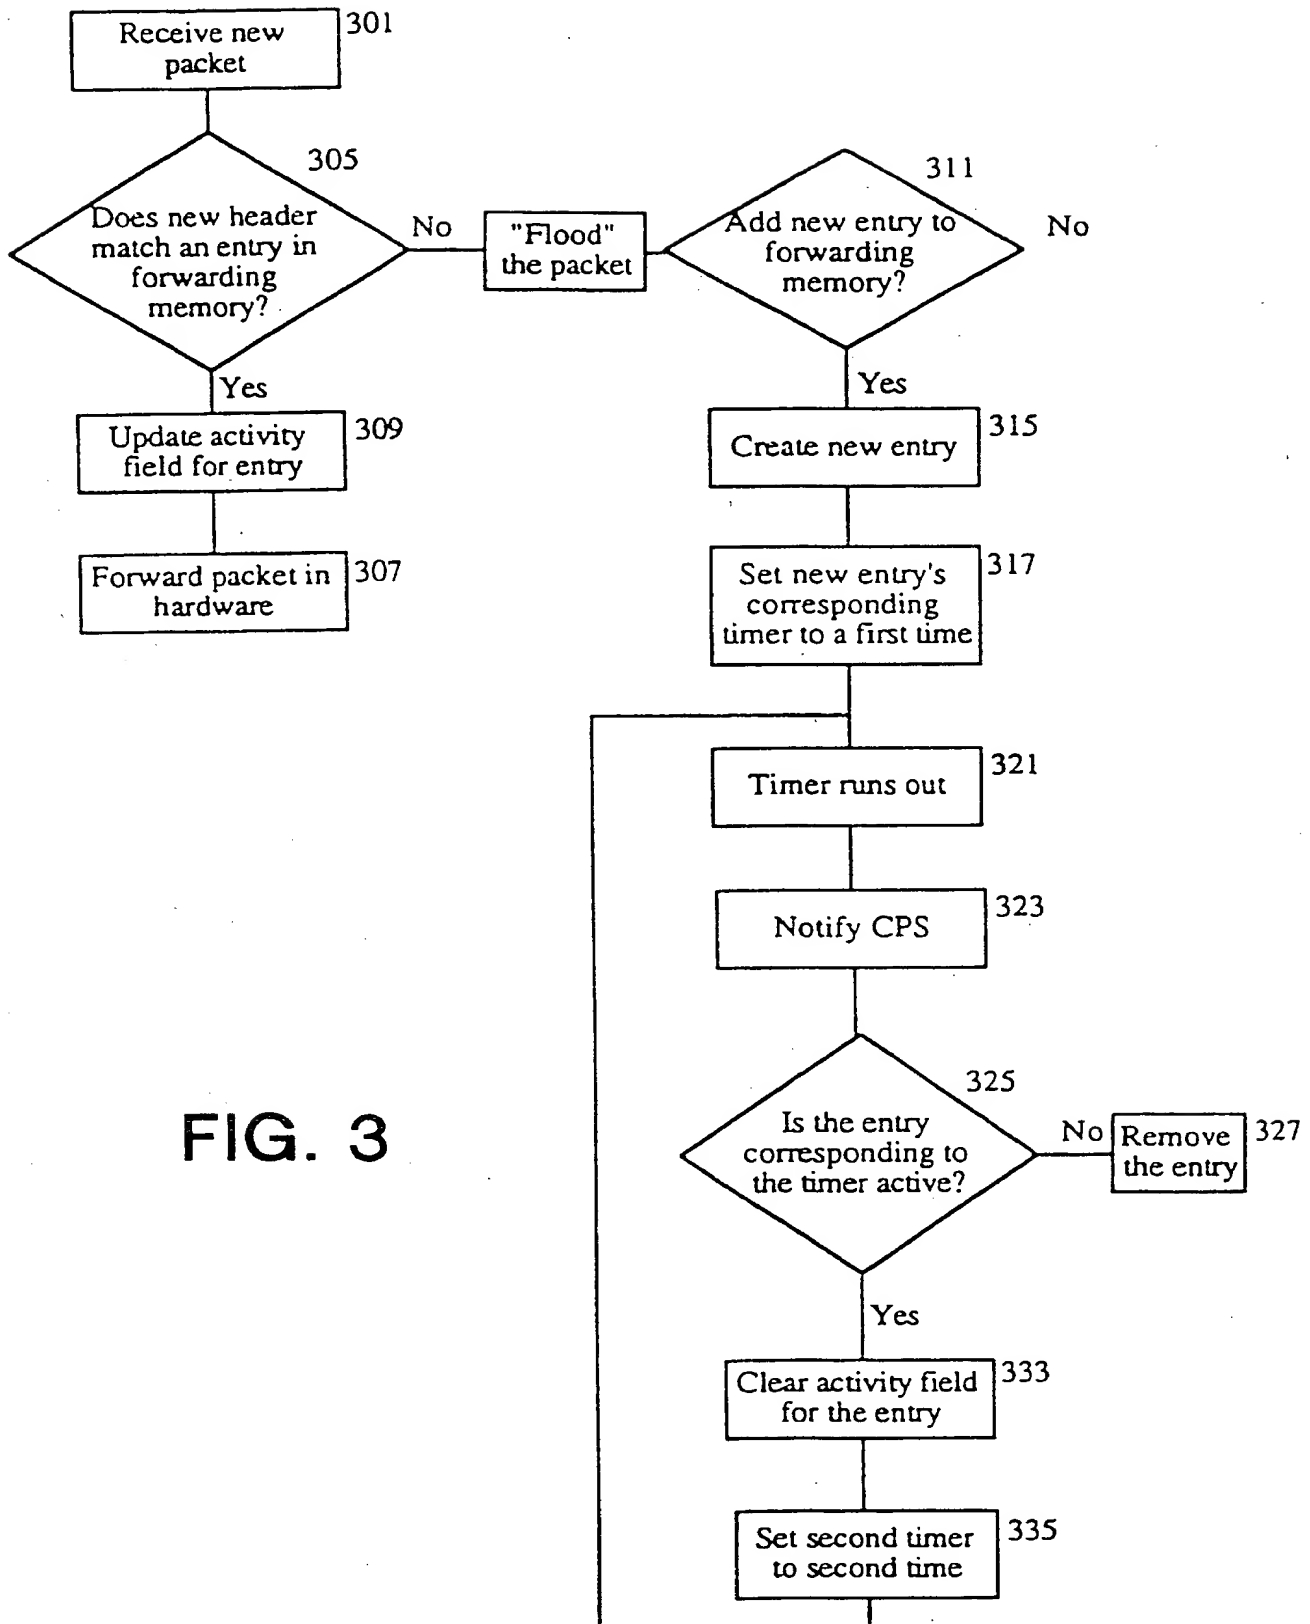 Receive new
packet
301
305
Does new header
match an entry in
forwarding
memory?
No
"Flood"
the packet
311
Add new entry to
forwarding
memory?
No
Yes
Update activity
field for entry
309
Forward packet in
hardware
307
Yes
Create new entry
315
Set new entry's
corresponding
timer to a first time
317
Timer runs out
321
Notify CPS
323
325
Is the entry
corresponding to
the timer active?
No
Remove
the entry
327
Yes
Clear activity field
for the entry
333
Set second timer
to second time
335
FIG. 3